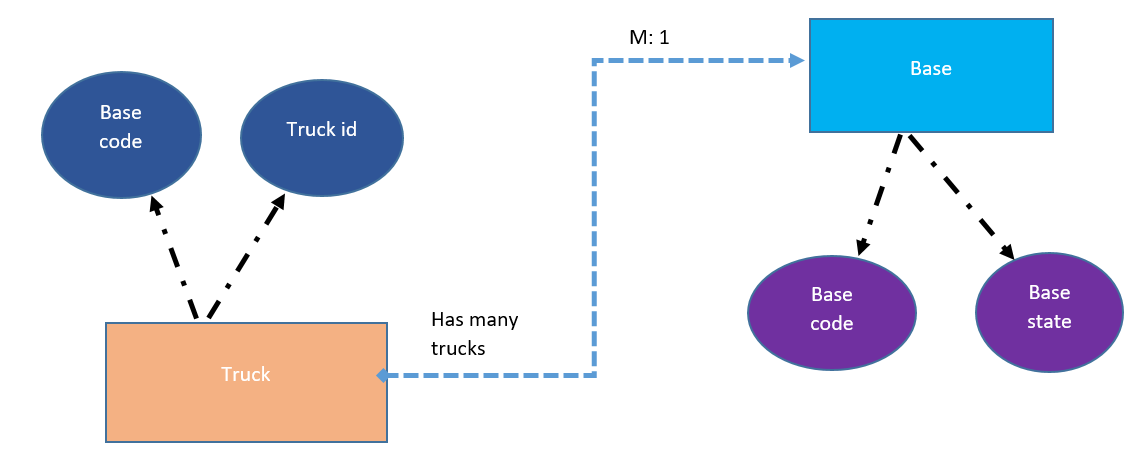 M: 1
Base
Base
code
Truck id
Base
code
Base
state
Has many
trucks
Truck